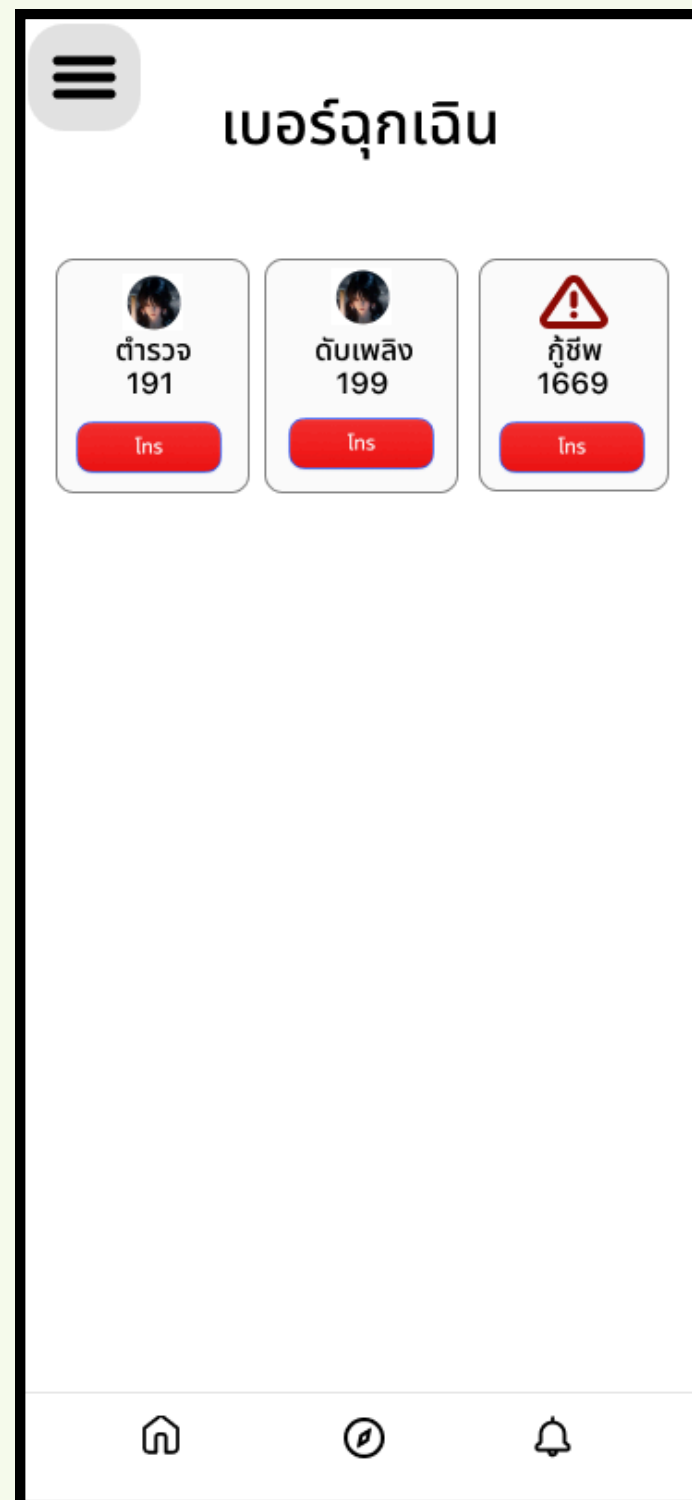 เบอร์ฉุกเฉิน
ตำรวจ
191
โทร
ดับเพลิง
199
โทร
กู้ชีพ
1669
โทร